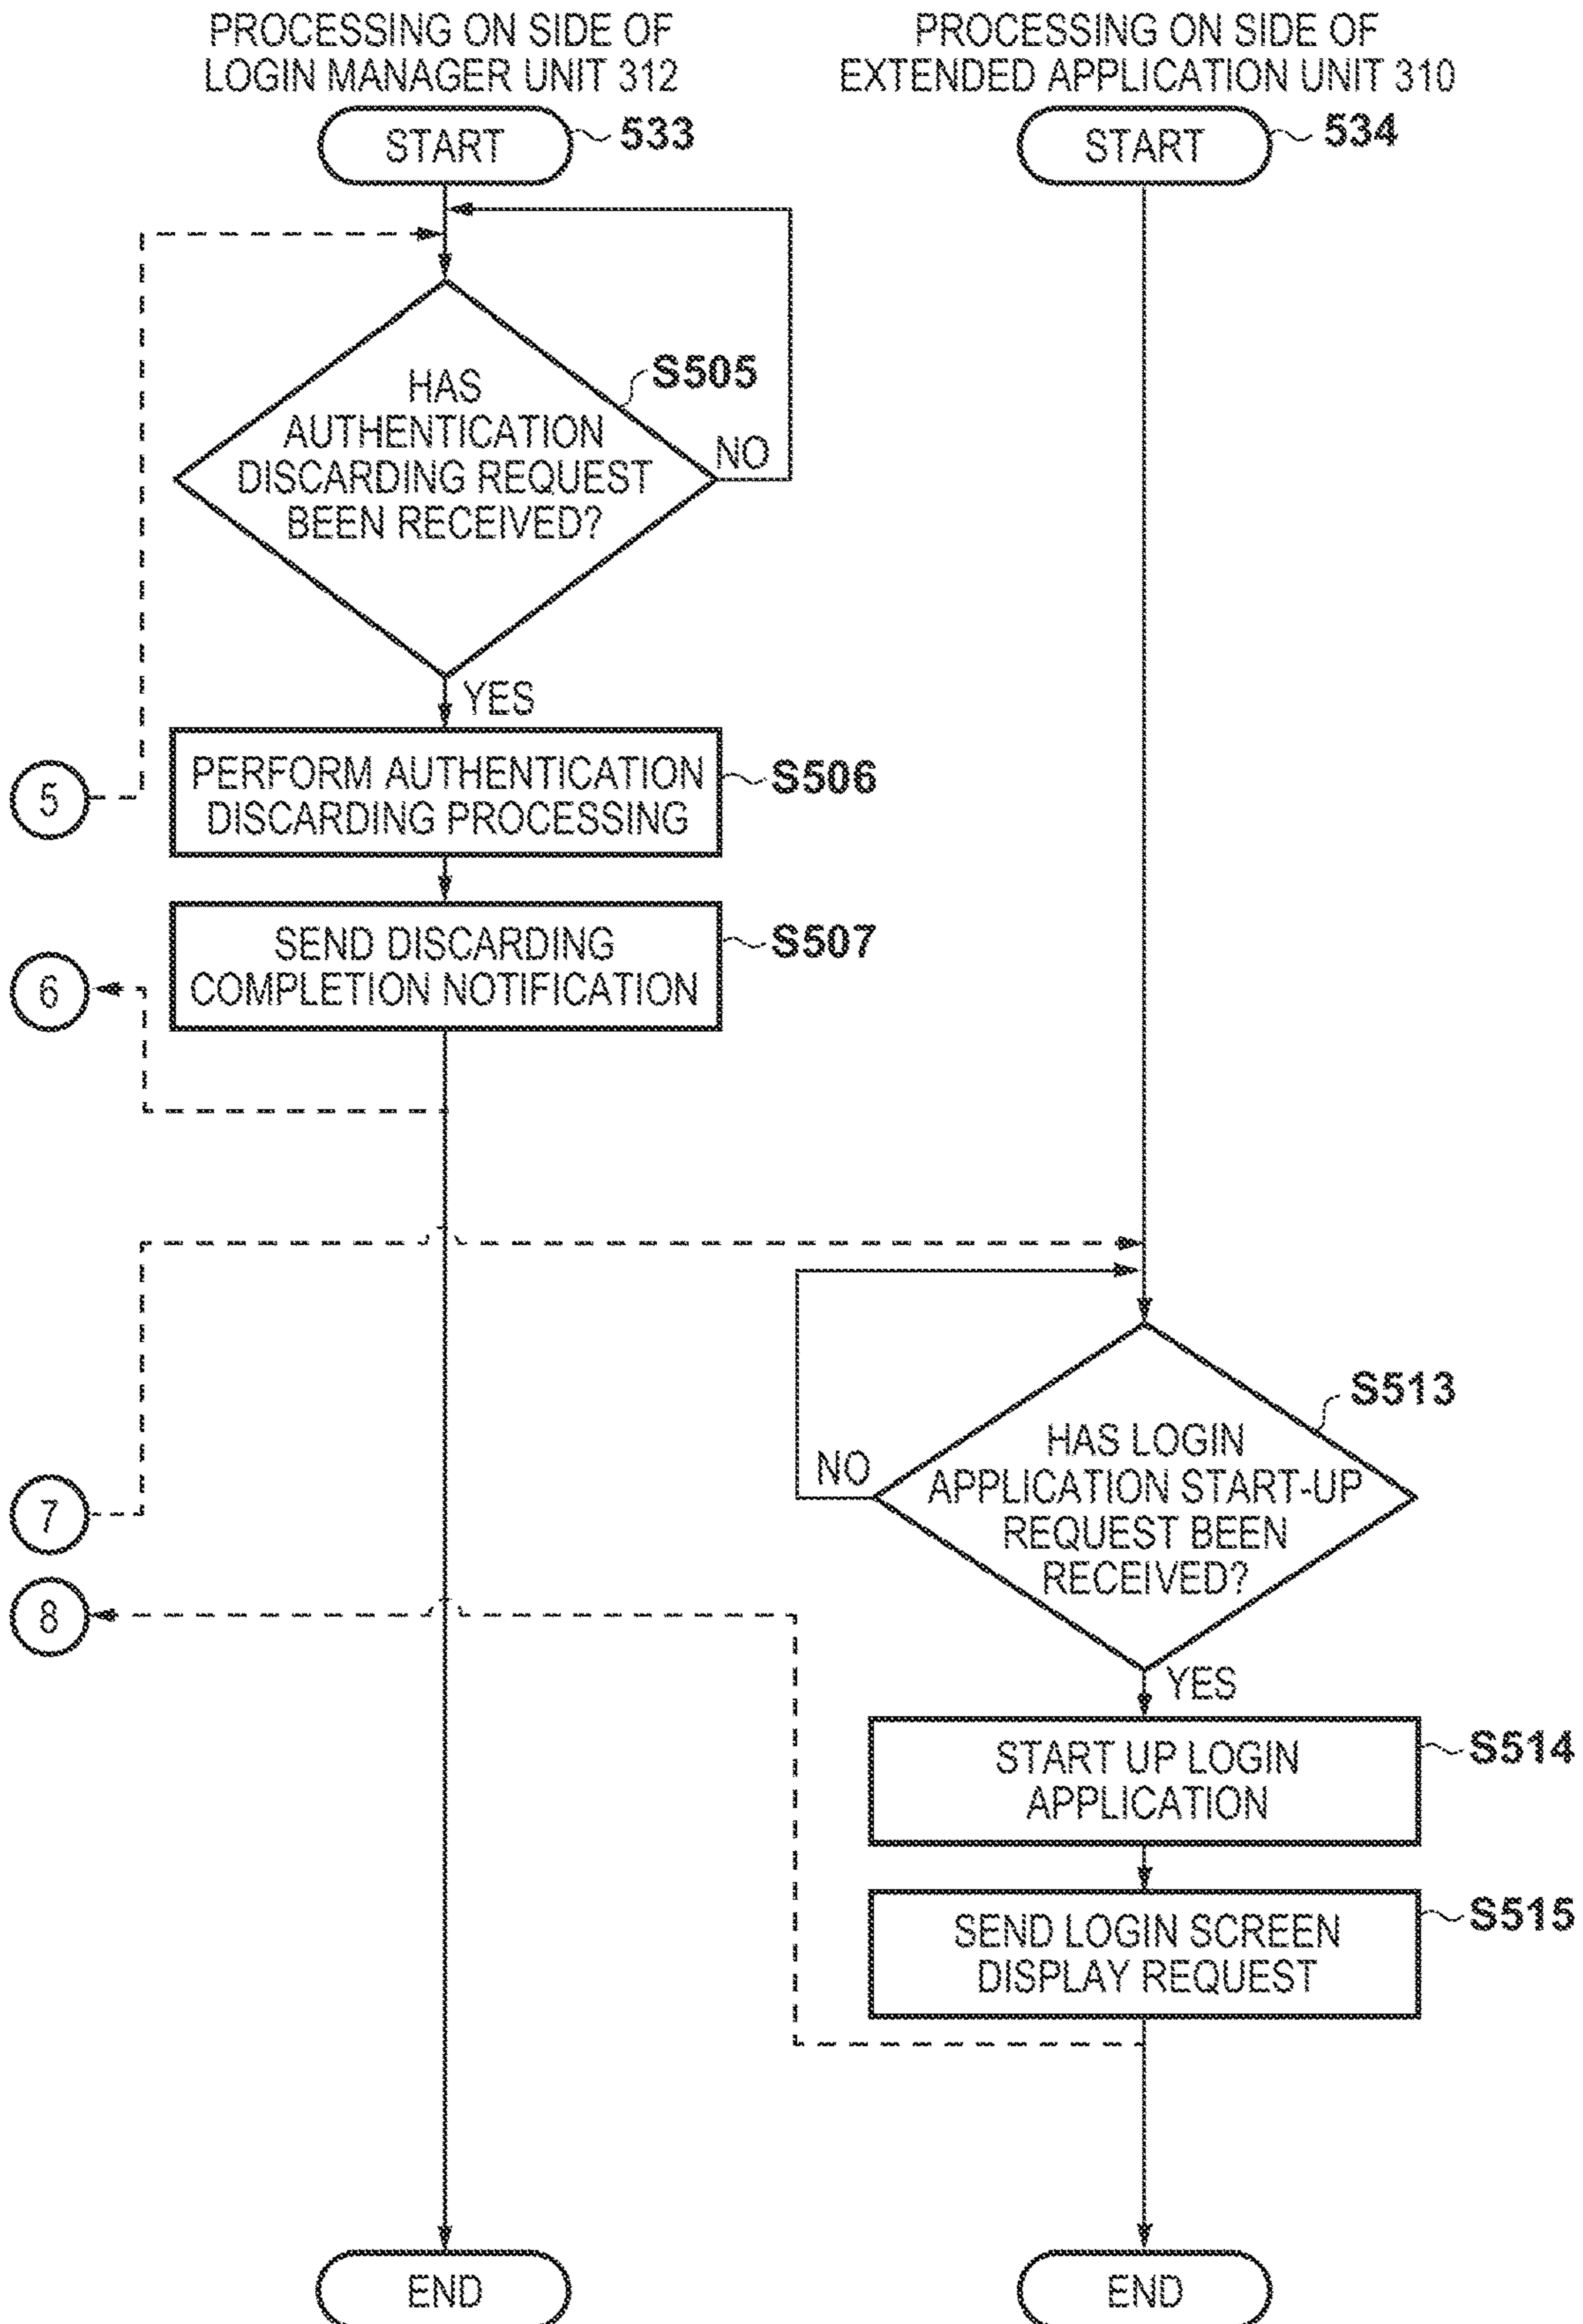 PROCESSING ON SIDE OF
LOGIN MANAGER UNIT 312
START
533
HAS
AUTHENTICATION
DISCARDING REQUEST
BEEN RECEIVED?
S505
NO
YES
5
PERFORM AUTHENTICATION
DISCARDING PROCESSING
S506
SEND DISCARDING
COMPLETION NOTIFICATION
S507
6
7
8
END
PROCESSING ON SIDE OF
EXTENDED APPLICATION UNIT 310
START
534
HAS LOGIN
APPLICATION START-UP
REQUEST BEEN
RECEIVED?
S513
NO
YES
START UP LOGIN
APPLICATION
S514
SEND LOGIN SCREEN
DISPLAY REQUEST
S515
END